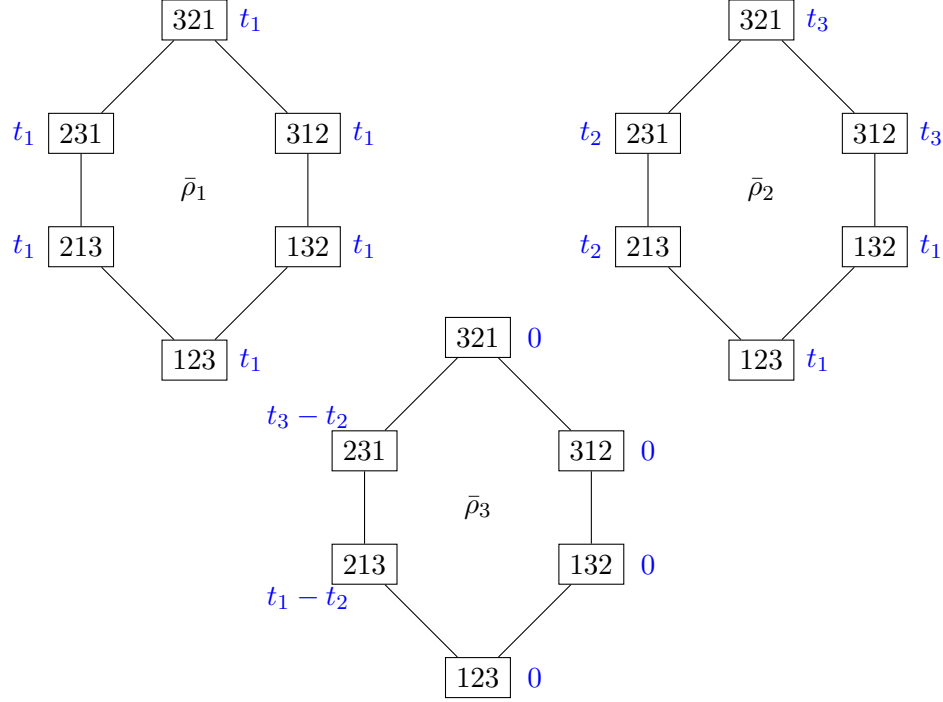 321 t₁ 321 t₃
t₁ 231 312 t₁ t₂ 231 312 t₃
ρ̄₁ ρ̄₂
t₁ 213 132 t₁ t₂ 213 132 t₁
321 0
123 t₁ 123 t₁
t₃ − t₂
231 312 0
ρ̄₃
213 132 0
t₁ − t₂
123 0